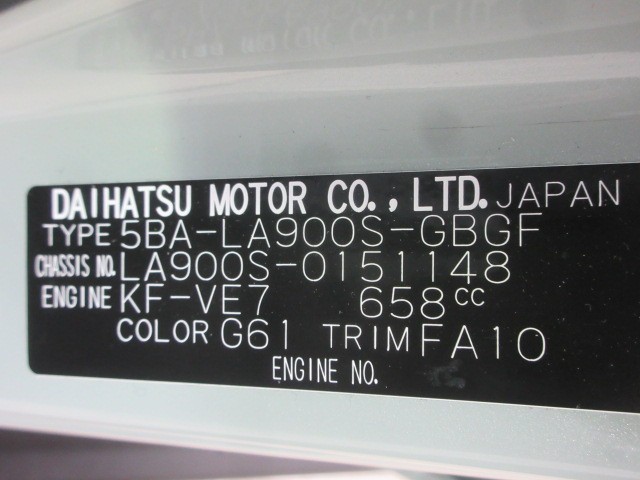 DAIHATSU MOTOR CO., LTD. JAPAN
TYPE 5BA-LA900S-GBGF
CHASSIS NO. LA900S-0151148
ENGINE KF-VE7 658cc
COLOR G61 TRIM FA10
ENGINE NO.